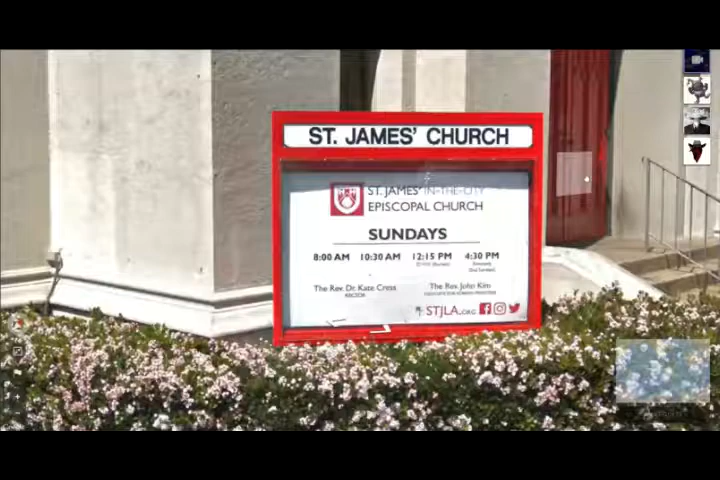 ST. JAMES' CHURCH
ST. JAMES' IN-THE-CITY
EPISCOPAL CHURCH
SUNDAYS
8:00 AM 10:30 AM 12:15 PM 4:30 PM
The Rev. Dr. Kate Cress The Rev. John Kim
RECTOR
STJLA.ORG